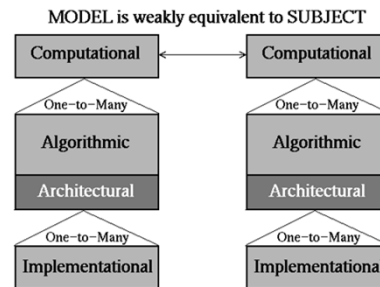 MODEL is weakly equivalent to SUBJECT
Computational Computational
One-to-Many One-to-Many
Algorithmic Algorithmic
Architectural Architectural
One-to-Many One-to-Many
Implementational Implementational